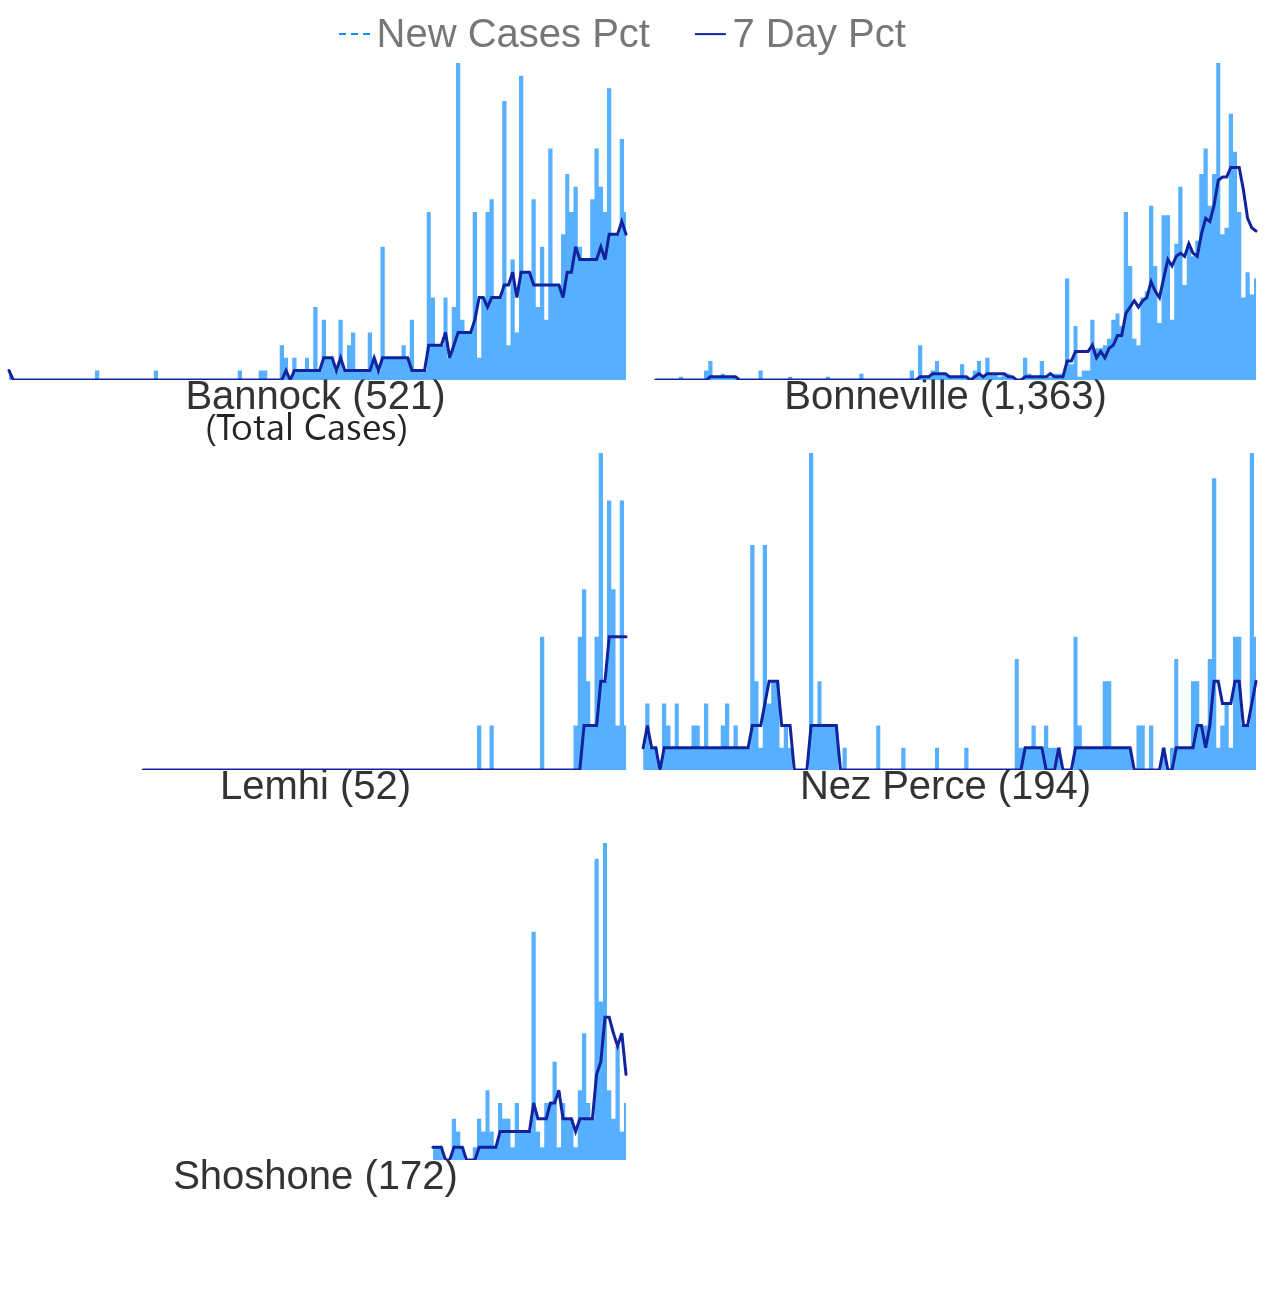 New Cases Pct 7 Day Pct
Bannock (521) Bonneville (1,363)
(Total Cases)
Lemhi (52) Nez Perce (194)
Shoshone (172)